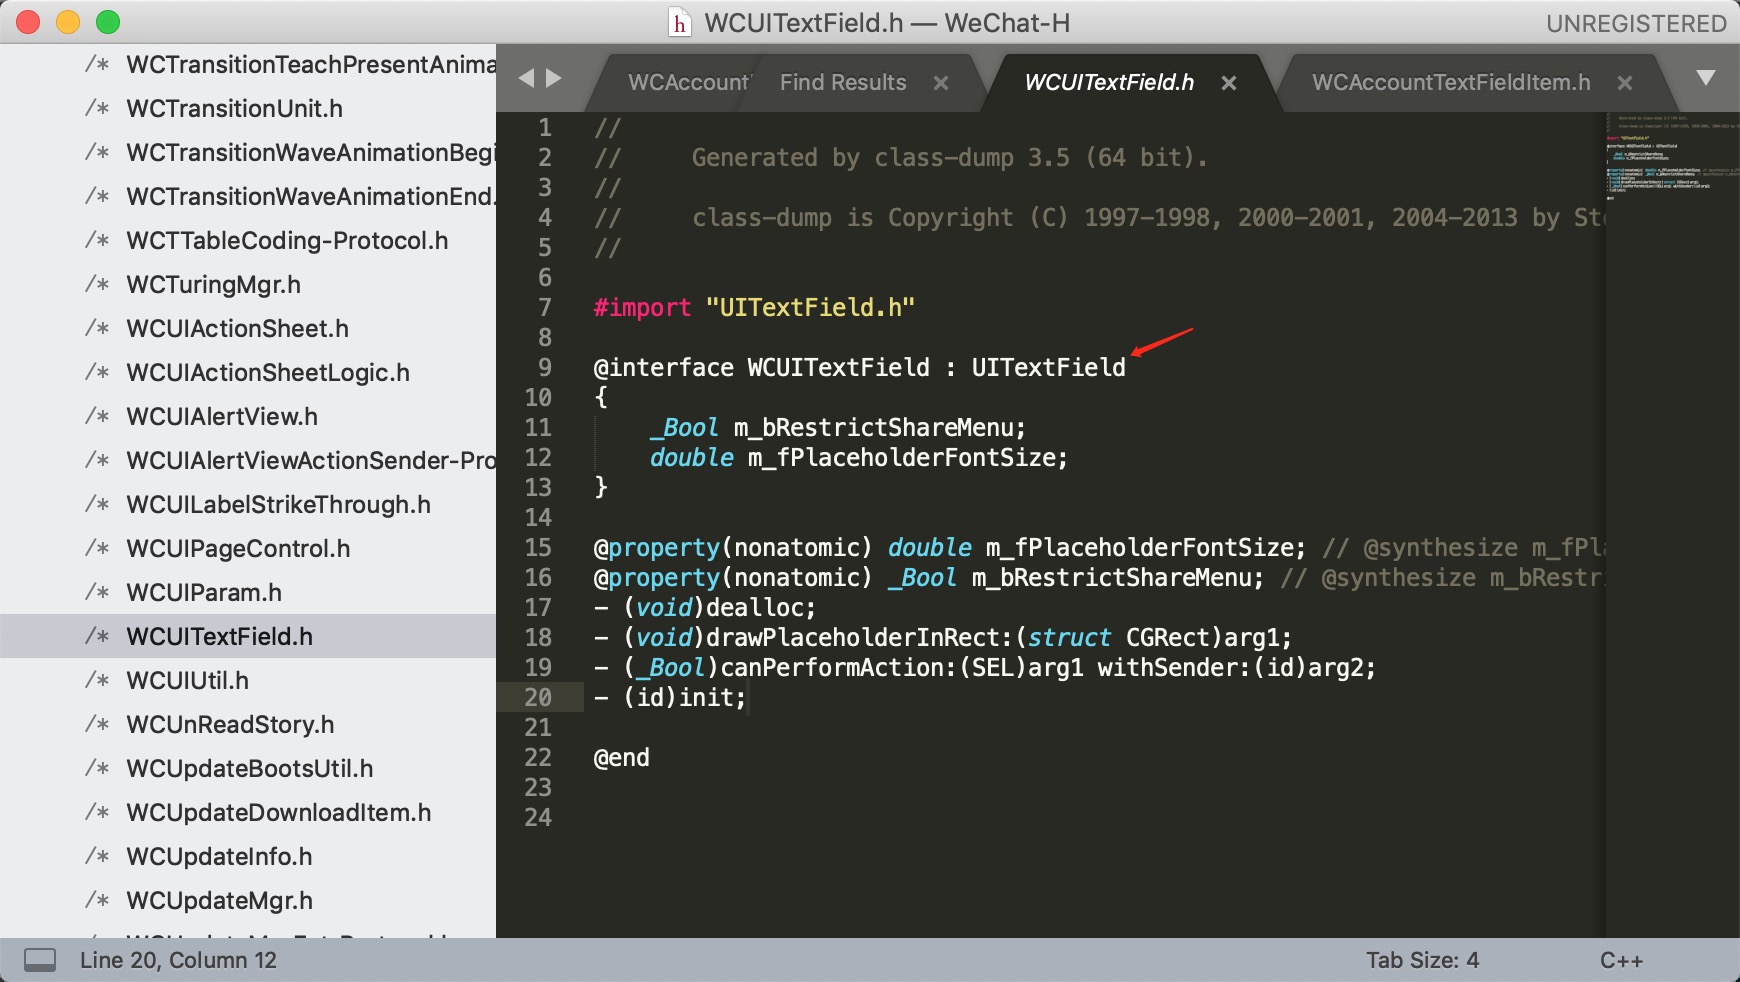 WCUITextField.h — WeChat-H
UNREGISTERED
/* WCTransitionTeachPresentAnima
/* WCTransitionUnit.h
/* WCTransitionWaveAnimationBegi
/* WCTransitionWaveAnimationEnd.
/* WCTTableCoding-Protocol.h
/* WCTuringMgr.h
/* WCUIActionSheet.h
/* WCUIActionSheetLogic.h
/* WCUIAlertView.h
/* WCUIAlertViewActionSender-Pro
/* WCUILabelStrikeThrough.h
/* WCUIPageControl.h
/* WCUIParam.h
/* WCUITextField.h
/* WCUIUtil.h
/* WCUnReadStory.h
/* WCUpdateBootsUtil.h
/* WCUpdateDownloadItem.h
/* WCUpdateInfo.h
/* WCUpdateMgr.h
WCAccount
Find Results
WCUITextField.h
WCAccountTextFieldItem.h
1 //
2 //     Generated by class-dump 3.5 (64 bit).
3 //
4 //     class-dump is Copyright (C) 1997-1998, 2000-2001, 2004-2013 by Ste
5 //
6
7 #import "UITextField.h"
8
9 @interface WCUITextField : UITextField
10 {
11     _Bool m_bRestrictShareMenu;
12     double m_fPlaceholderFontSize;
13 }
14
15 @property(nonatomic) double m_fPlaceholderFontSize; // @synthesize m_fPla
16 @property(nonatomic) _Bool m_bRestrictShareMenu; // @synthesize m_bRestri
17 - (void)dealloc;
18 - (void)drawPlaceholderInRect:(struct CGRect)arg1;
19 - (_Bool)canPerformAction:(SEL)arg1 withSender:(id)arg2;
20 - (id)init;
21
22 @end
23
24
Line 20, Column 12
Tab Size: 4
C++